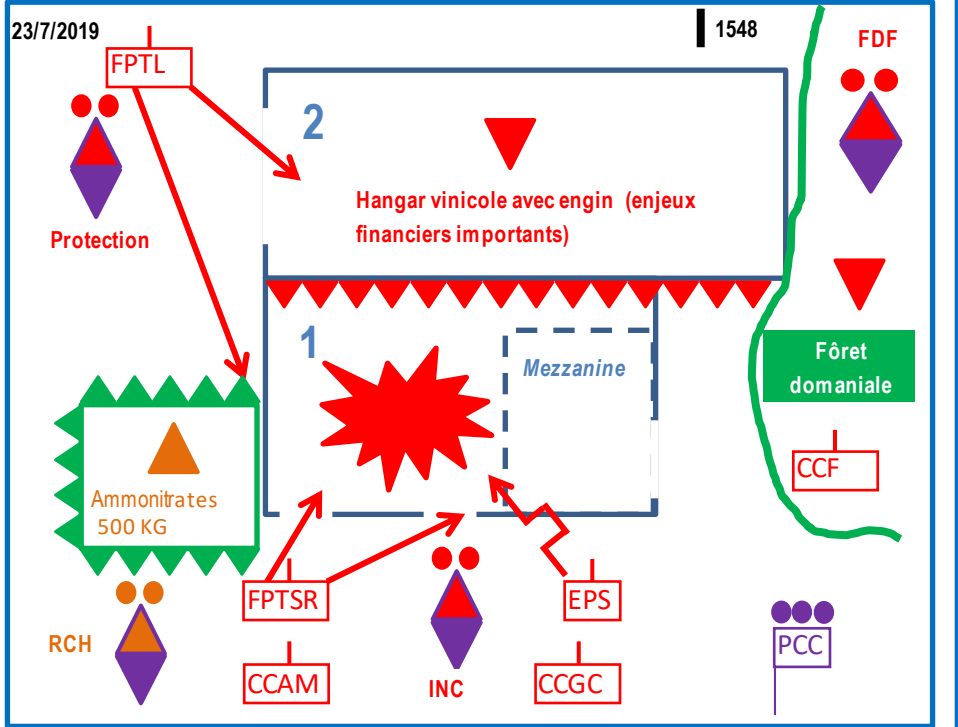 23/7/2019
1548
FDF
FPTL
2
Hangar vinicole avec engin (enjeux
financiers importants)
Protection
1
Mezzanine
Fôret
domaniale
CCF
Ammonitrates
500 KG
FPTSR
EPS
RCH
PCC
CCAM
INC
CCGC